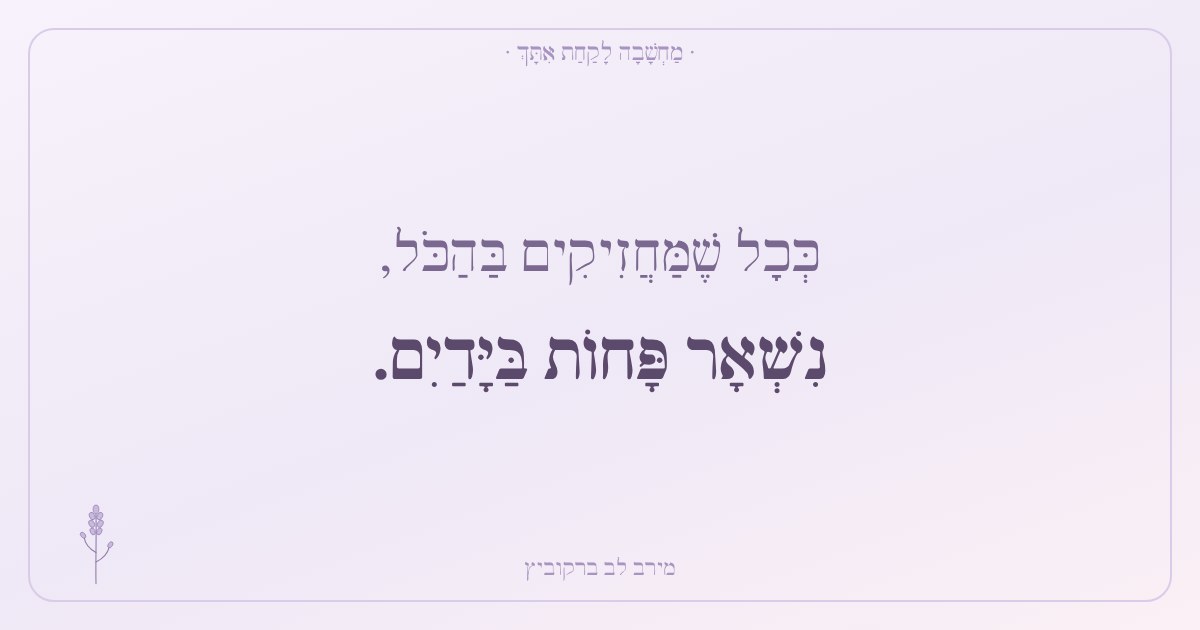 · מַחְשָׁבָה לָקַחַת אִתָּךְ ·
כְּכָל שֶׁמַּחֲזִיקִים בַּהַכֹּל,
נִשְׁאָר פָּחוֹת בַּיָּדַיִם.
מירב לב ברקוביץ